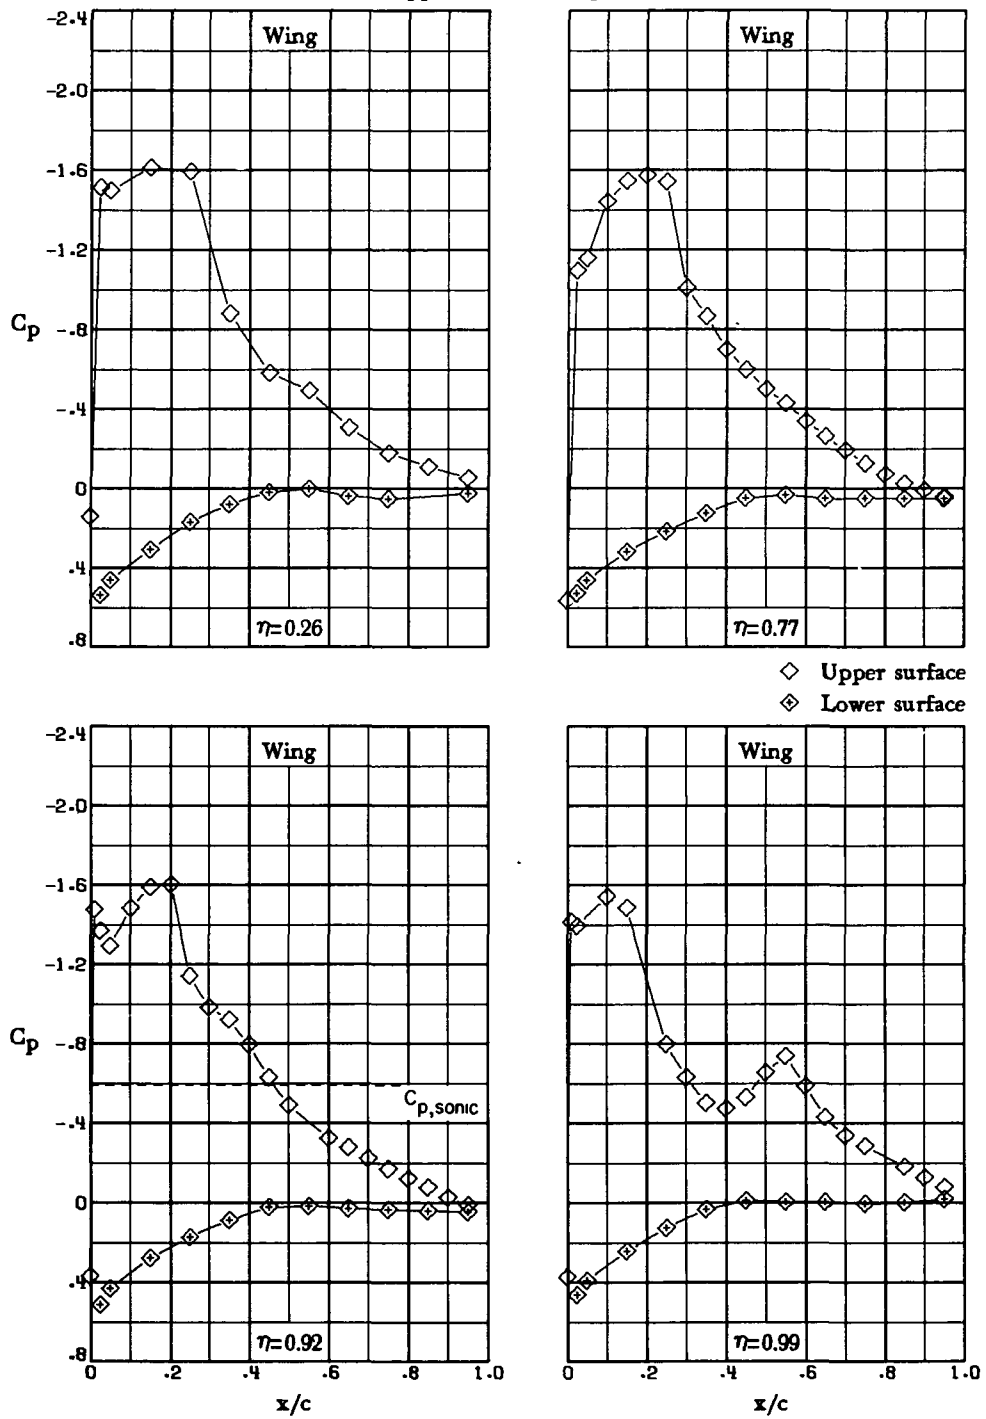 -2.4
-2.0
-1.6
-1.2
-.8
-.4
0
.4
.8
Cp
Wing
η=0.26
Wing
η=0.77
Upper surface
Lower surface
-2.4
-2.0
-1.6
-1.2
-.8
-.4
0
.4
.8
Cp
Wing
Cp,sonic
η=0.92
0 .2 .4 .6 .8 1.0
x/c
Wing
η=0.99
0 .2 .4 .6 .8 1.0
x/c